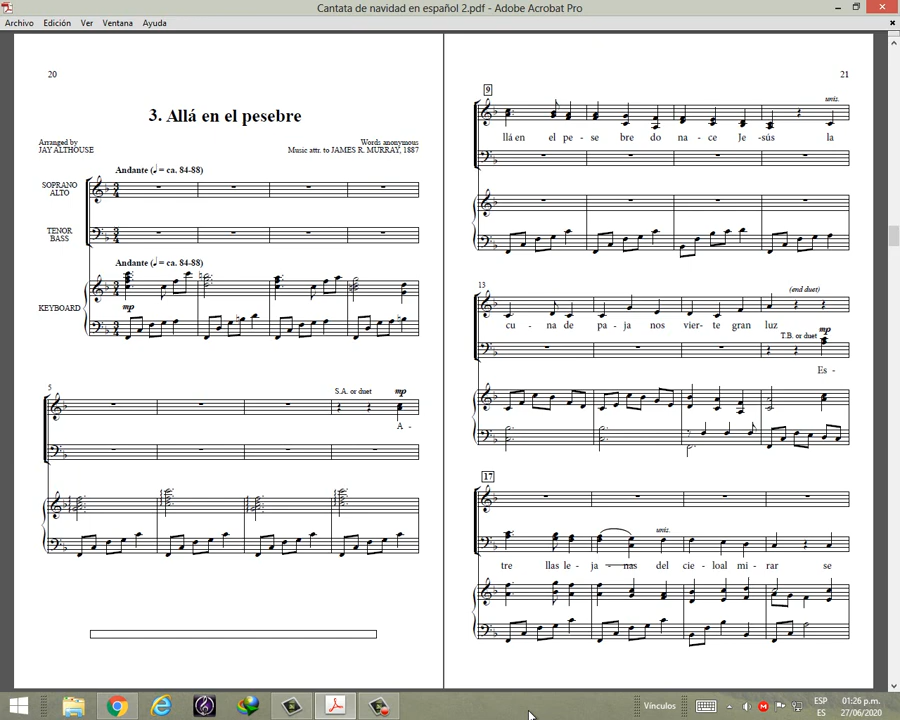 Cantata de navidad en español 2.pdf - Adobe Acrobat Pro
Archivo Edición Ver Ventana Ayuda
20
3. Allá en el pesebre
Arranged by
JAY ALTHOUSE
Words anonymous
Music attr. to JAMES R. MURRAY, 1887
Andante (♩ = ca. 84-88)
SOPRANO
ALTO
TENOR
BASS
Andante (♩ = ca. 84-88)
KEYBOARD
mp
5
S.A. or duet
mp
A -
21
9
unis.
llá en el pe - se bre do na - ce Je - sús la
13
(end duet)
cu - na de pa - ja nos vier - te gran luz
T.B. or duet
mp
Es -
17
unis.
tre llas le - ja - nas del cie - loal mi - rar se
Vínculos
ESP
ES
01:26 p.m.
27/06/2020